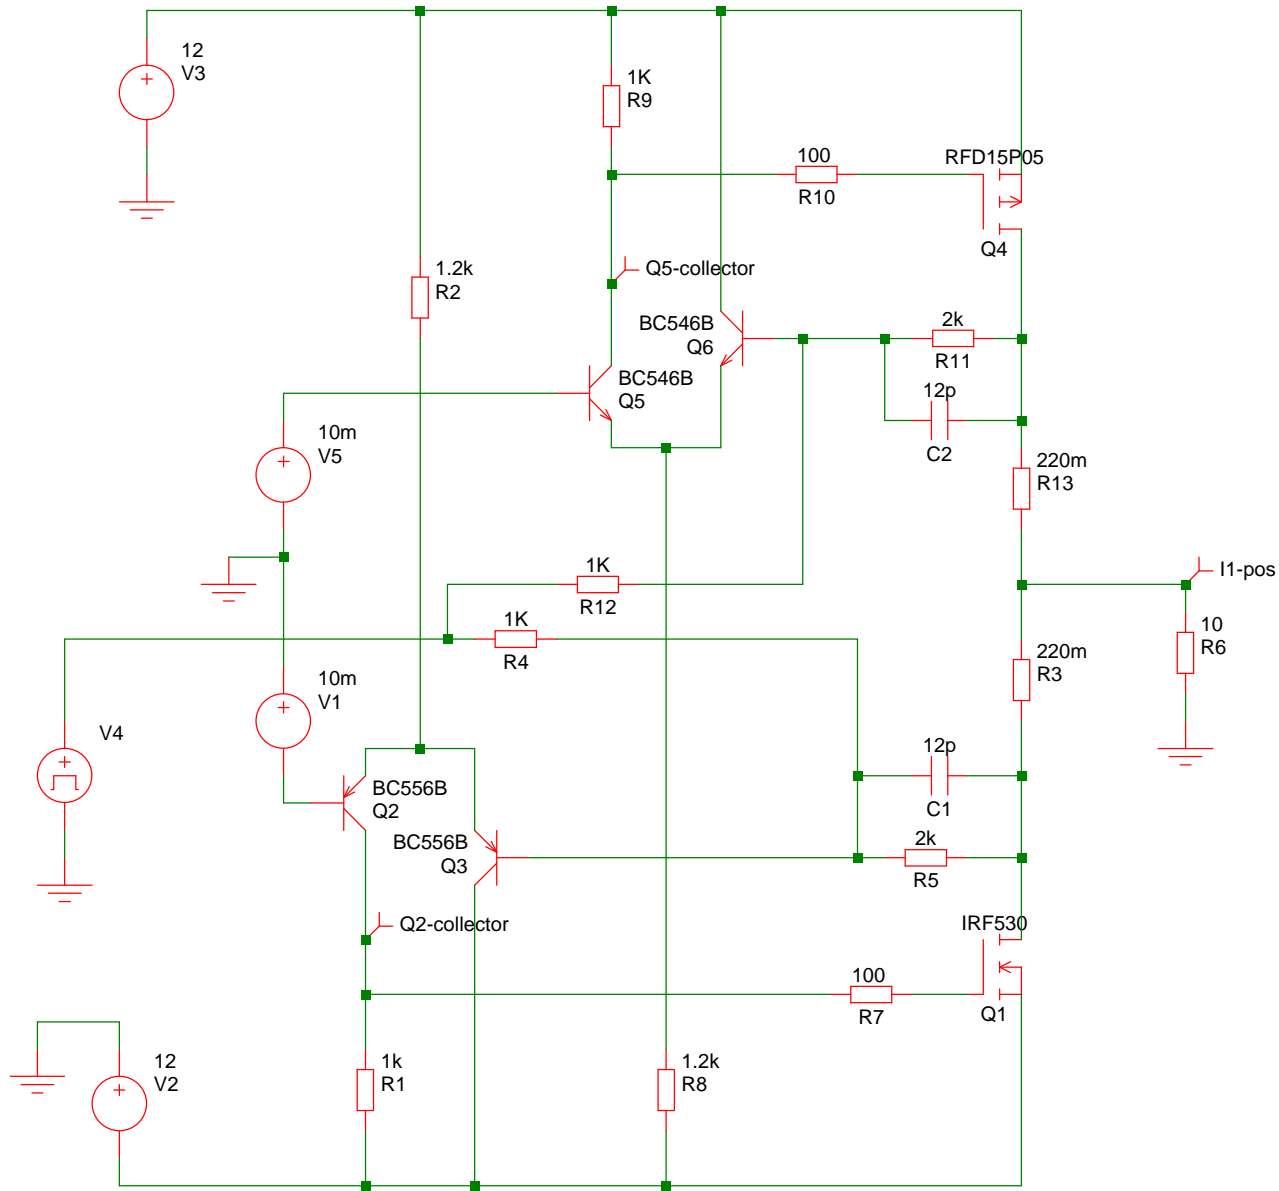 12
V3
1K
R9
100
R10
RFD15P05
Q4
1.2k
R2
Q5-collector
BC546B
Q6
2k
R11
BC546B
Q5
12p
C2
10m
V5
220m
R13
1K
R12
I1-pos
1K
R4
10
R6
220m
R3
10m
V1
V4
12p
C1
BC556B
Q2
BC556B
Q3
2k
R5
Q2-collector
IRF530
100
R7
Q1
12
V2
1k
R1
1.2k
R8